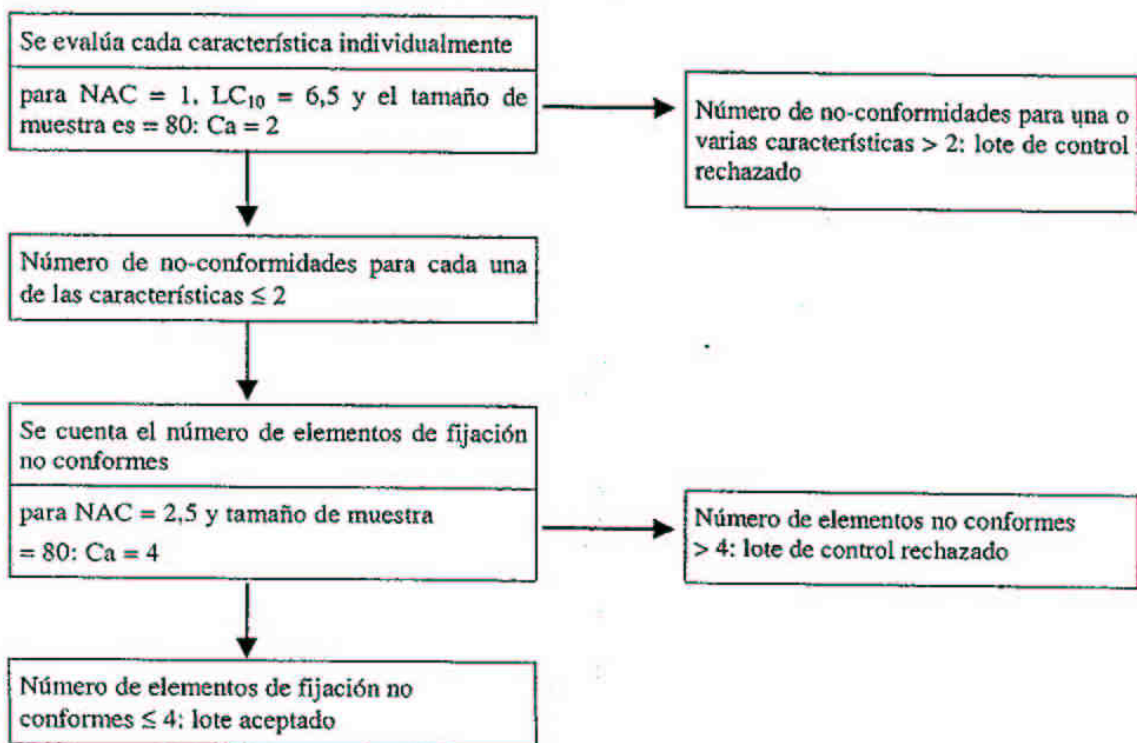 Se evalúa cada característica individualmente
para NAC = 1, LC₁₀ = 6,5 y el tamaño de
muestra es = 80: Ca = 2
Número de no-conformidades para una o
varias características > 2: lote de control
rechazado
Número de no-conformidades para cada una
de las características ≤ 2
Se cuenta el número de elementos de fijación
no conformes
para NAC = 2,5 y tamaño de muestra
= 80: Ca = 4
Número de elementos no conformes
> 4: lote de control rechazado
Número de elementos de fijación no
conformes ≤ 4: lote aceptado